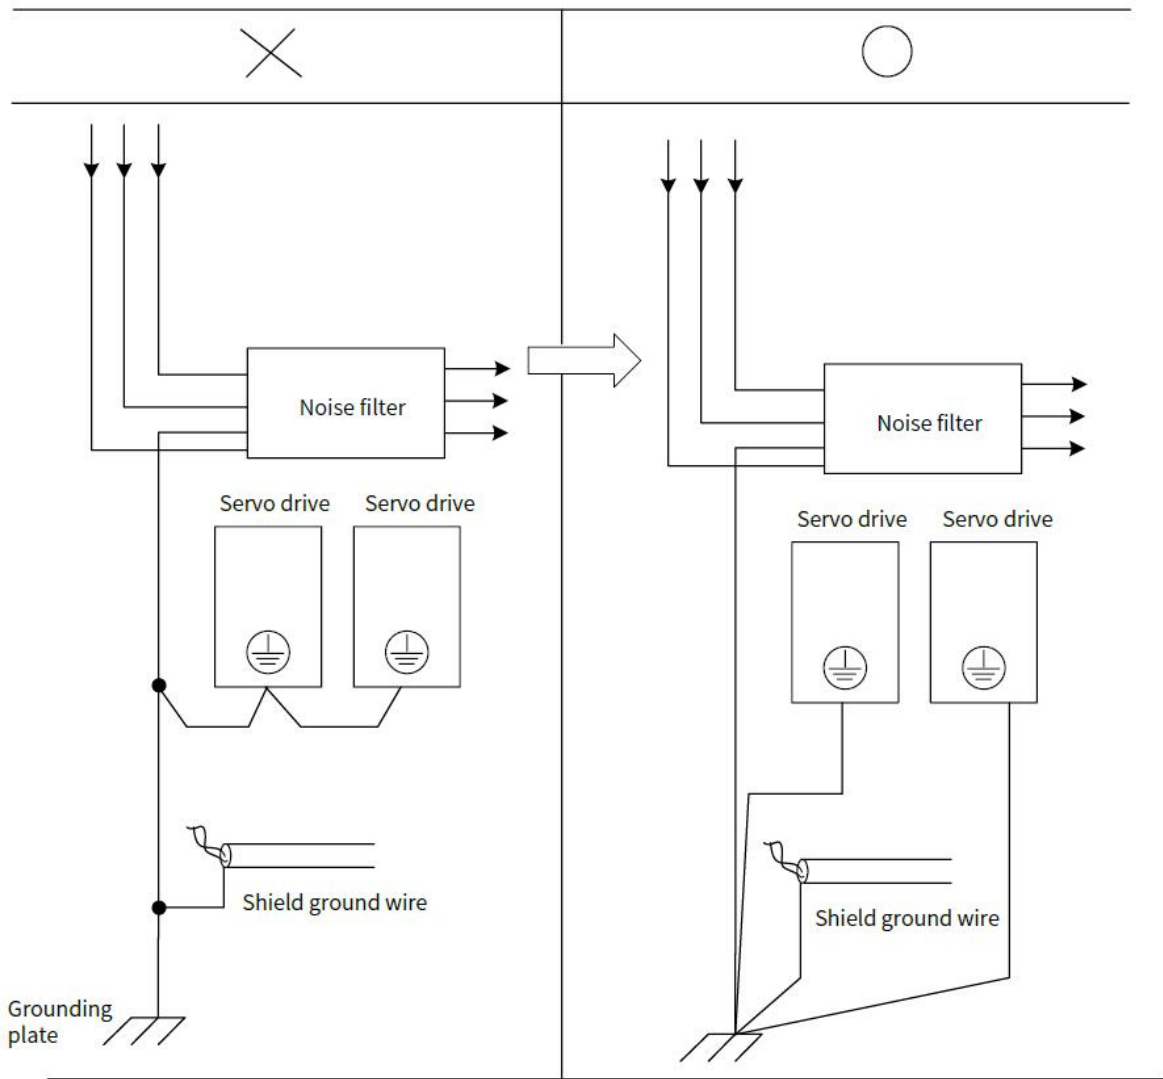 Noise filter
Servo drive
Servo drive
Shield ground wire
Grounding
plate
Noise filter
Servo drive
Servo drive
Shield ground wire